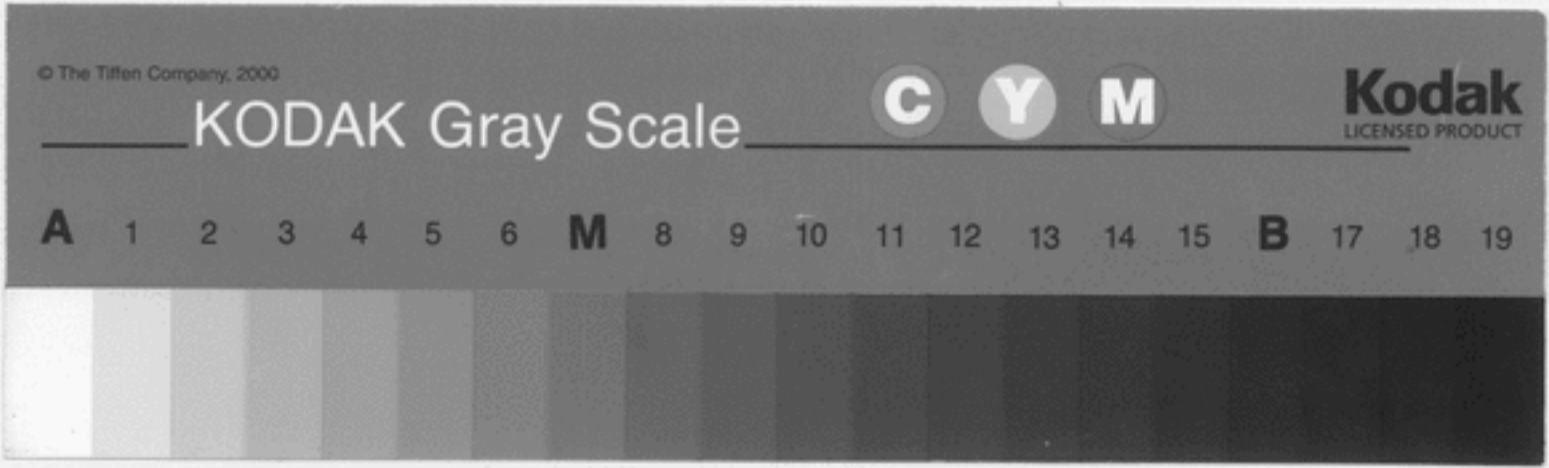 © The Tiffen Company, 2000
KODAK Gray Scale
C Y M
Kodak
LICENSED PRODUCT
A 1 2 3 4 5 6 M 8 9 10 11 12 13 14 15 B 17 18 19